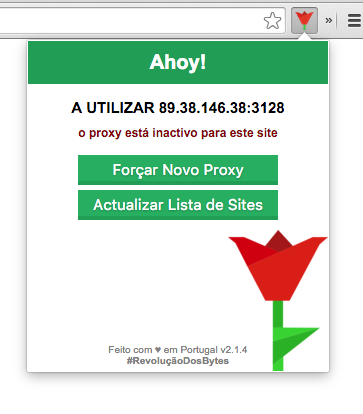 »
Ahoy!
A UTILIZAR 89.38.146.38:3128
o proxy está inactivo para este site
Forçar Novo Proxy
Actualizar Lista de Sites
Feito com ♥ em Portugal v2.1.4
#RevoluçãoDosBytes